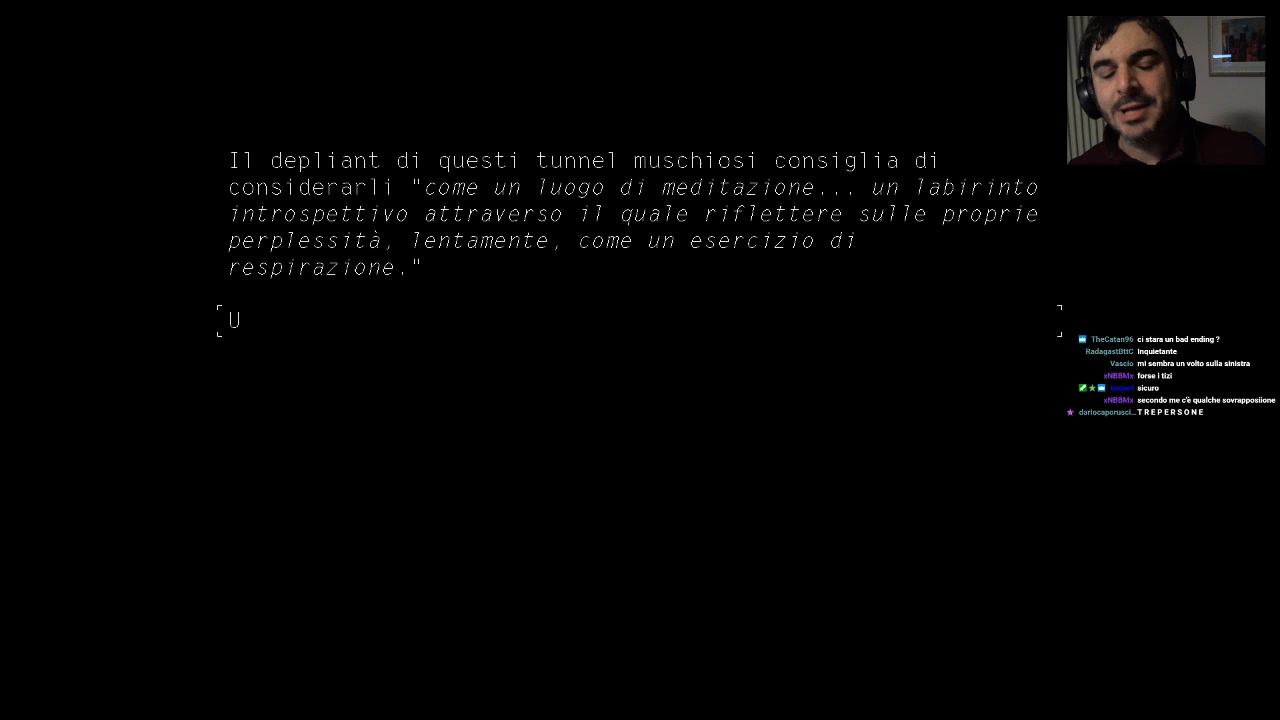 Il depliant di questi tunnel muschiosi consiglia di
considerarli "come un luogo di meditazione... un labirinto
introspettivo attraverso il quale riflettere sulle proprie
perplessità, lentamente, come un esercizio di
respirazione."
U
TheCatan96 ci stara un bad ending ?
RadagastBttC Inquietante
Vascio mi sembra un volto sulla sinistra
xNBBMx forse i tizi
sicuro
xNBBMx secondo me c'è qualche sovrapposiione
dariocaporusci... T R E P E R S O N E